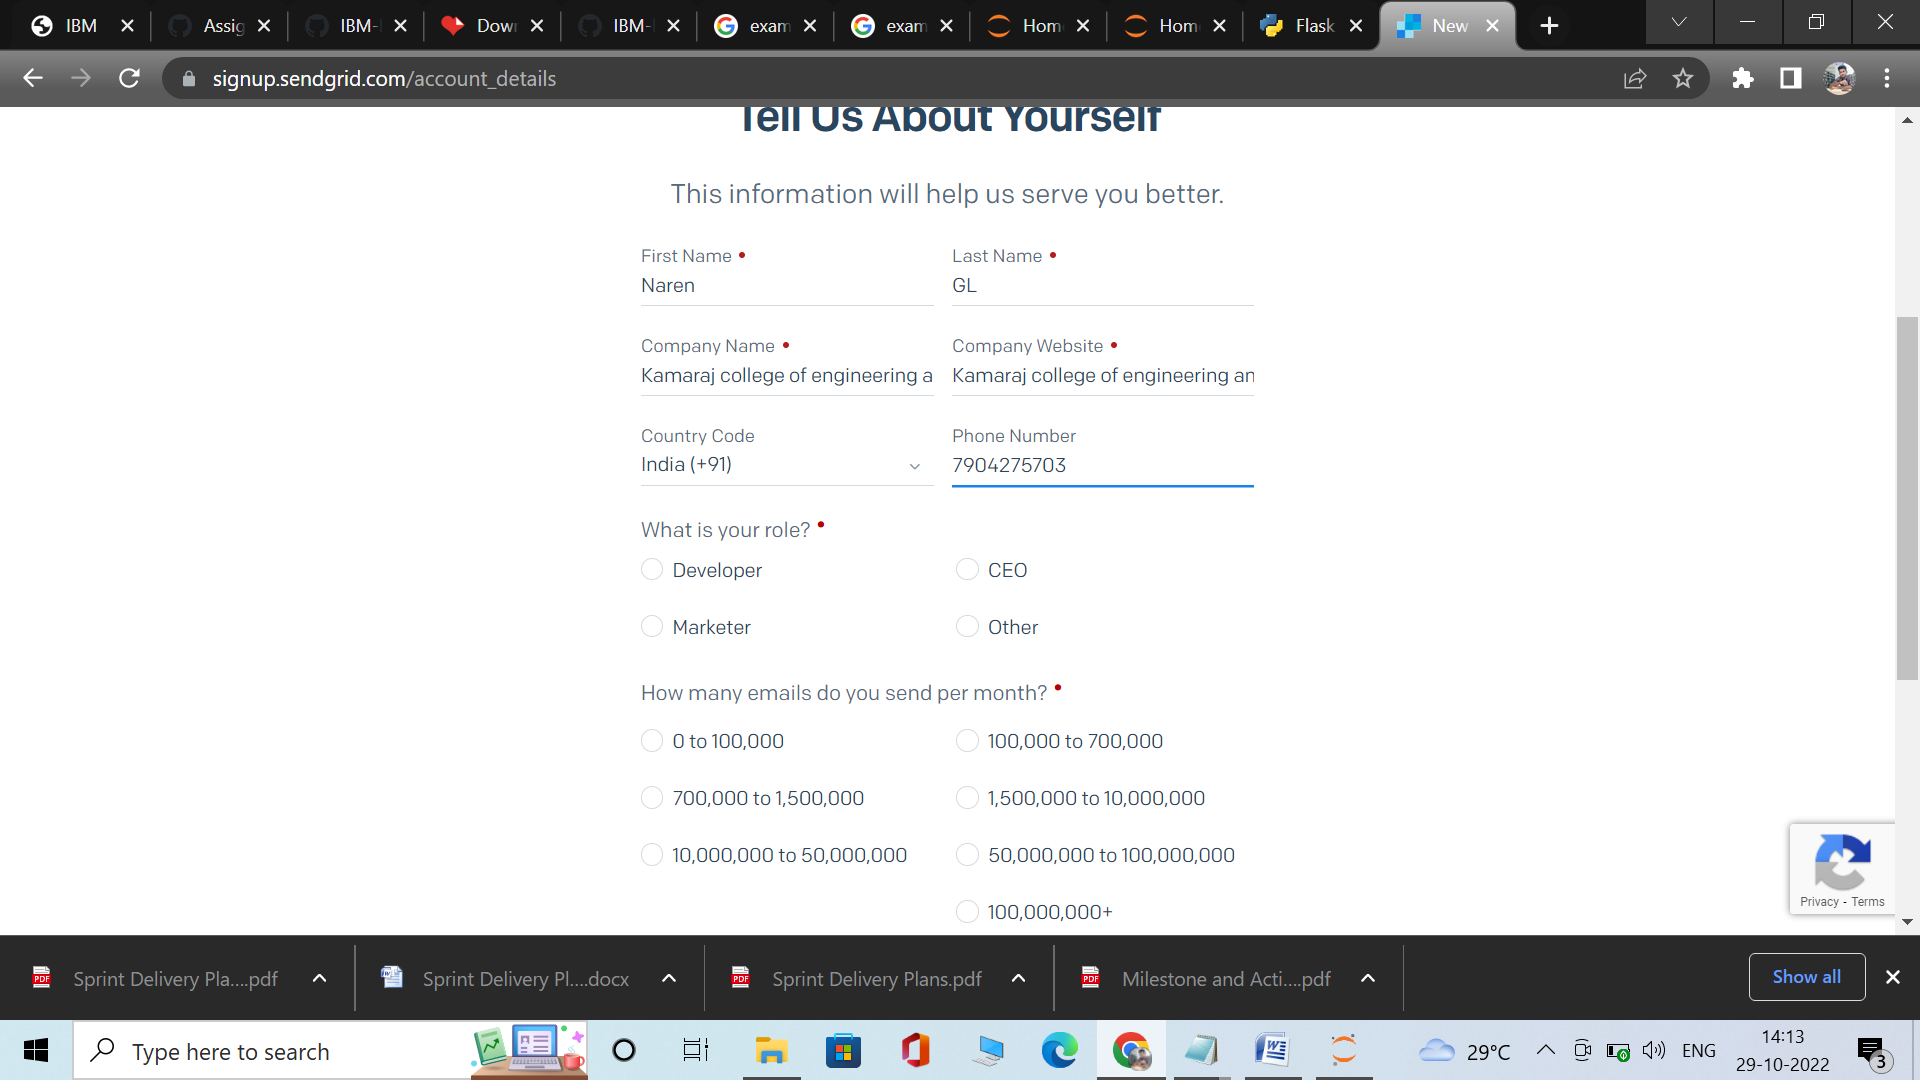 IBM Assig IBM- Down IBM- exam exam Hom Hom Flask New
signup.sendgrid.com/account_details
Tell Us About Yourself
This information will help us serve you better.
First Name • Last Name •
Naren GL
Company Name • Company Website •
Kamaraj college of engineering a Kamaraj college of engineering an
Country Code Phone Number
India (+91) 7904275703
What is your role? •
Developer CEO
Marketer Other
How many emails do you send per month? •
0 to 100,000 100,000 to 700,000
700,000 to 1,500,000 1,500,000 to 10,000,000
10,000,000 to 50,000,000 50,000,000 to 100,000,000
100,000,000+
Privacy - Terms
Sprint Delivery Pla....pdf Sprint Delivery Pl....docx Sprint Delivery Plans.pdf Milestone and Acti....pdf Show all
Type here to search 29°C ENG 14:13
29-10-2022 3